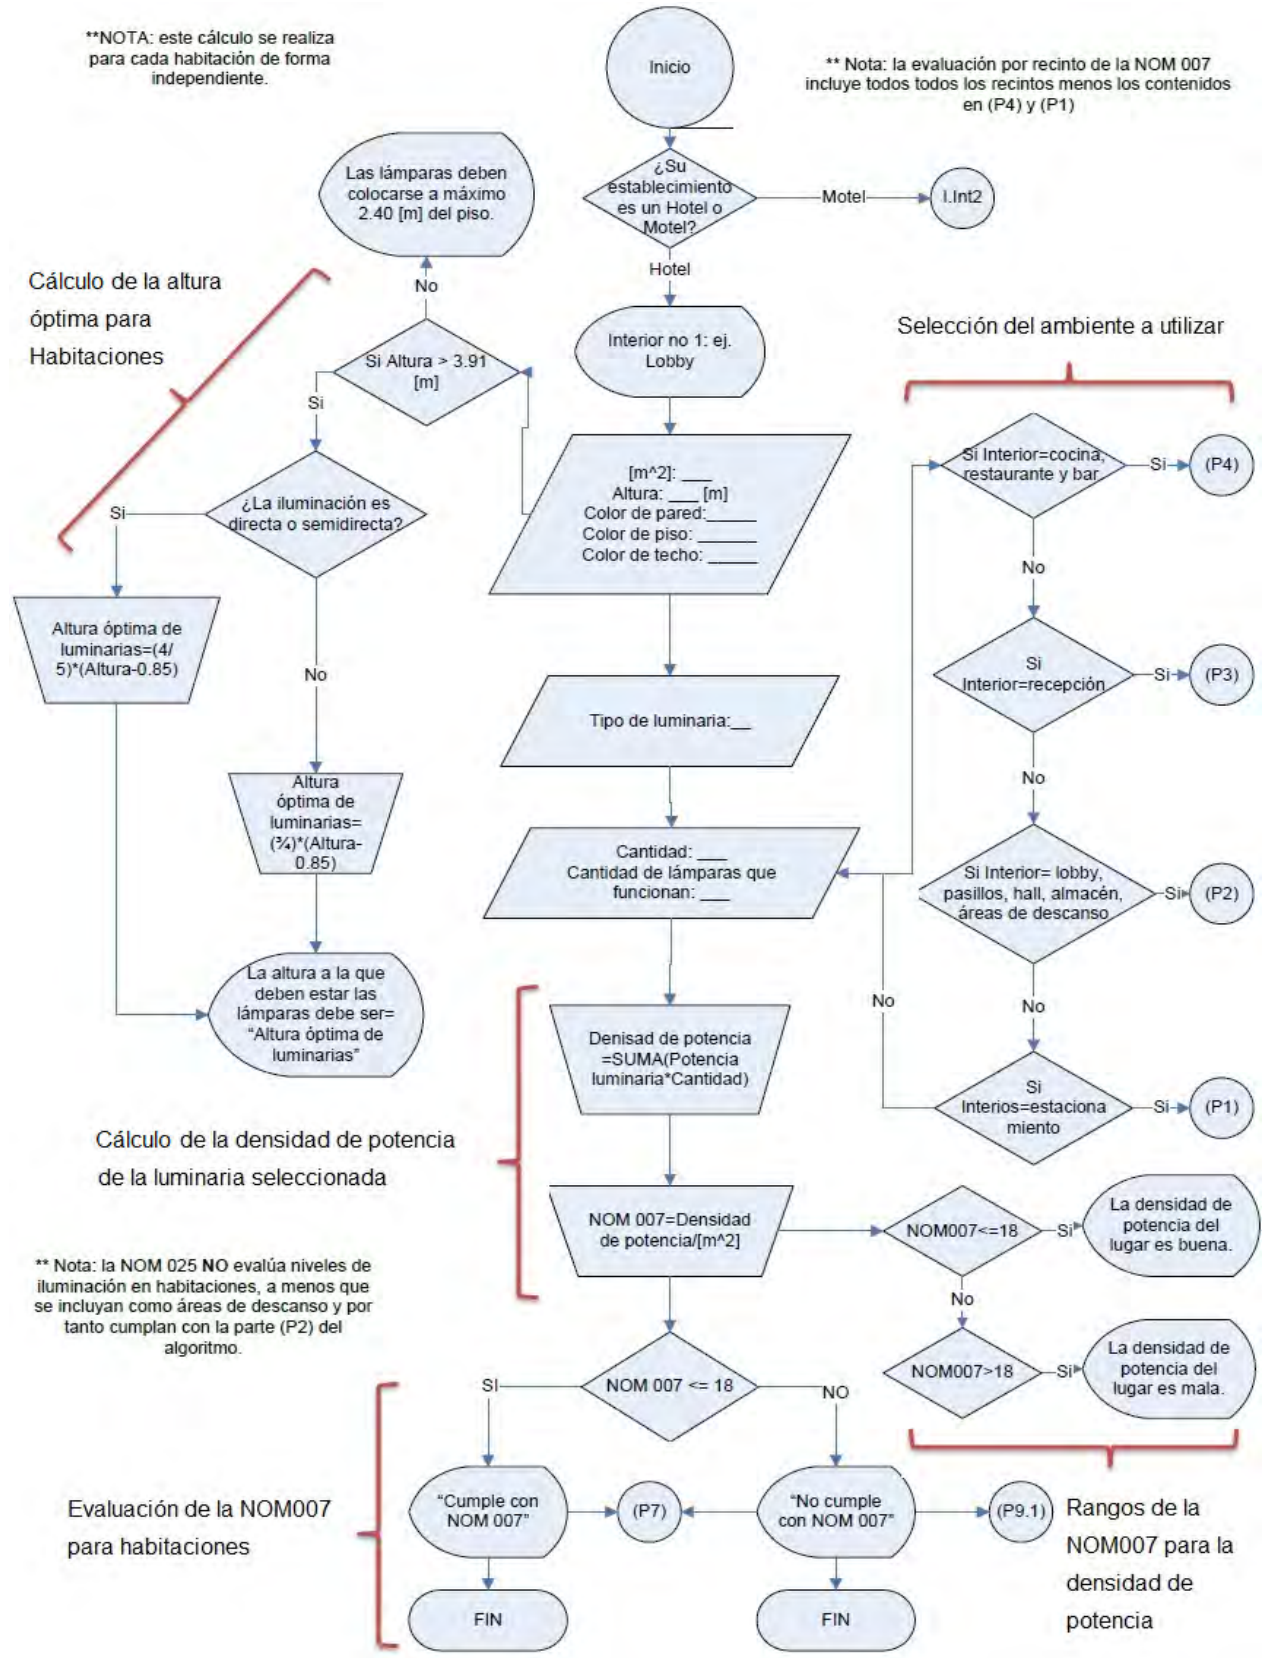 **NOTA: este cálculo se realiza
para cada habitación de forma
independiente.
Inicio
** Nota: la evaluación por recinto de la NOM 007
incluye todos todos los recintos menos los contenidos
en (P4) y (P1)
Las lámparas deben
colocarse a máximo
2.40 [m] del piso.
¿Su
establecimiento
es un Hotel o
Motel?
Motel
I.Int2
Hotel
No
Cálculo de la altura
óptima para
Habitaciones
Interior no 1: ej.
Lobby
Selección del ambiente a utilizar
Si Altura > 3.91
[m]
Si
[m^2]: ___
Altura: ___ [m]
Color de pared:_____
Color de piso: ______
Color de techo: _____
Si Interior=cocina,
restaurante y bar
Si
(P4)
No
¿La iluminación es
directa o semidirecta?
Si
Altura óptima de
luminarias=(4/
5)*(Altura-0.85)
No
Si
Interior=recepción
Si
(P3)
No
Tipo de luminaria:__
Altura
óptima de
luminarias=
(¾)*(Altura-
0.85)
Cantidad: ___
Cantidad de lámparas que
funcionan: ___
Si Interior= lobby,
pasillos, hall, almacén,
áreas de descanso
Si
(P2)
No
No
La altura a la que
deben estar las
lámparas debe ser=
“Altura óptima de
luminarias”
Denisad de potencia
=SUMA(Potencia
luminaria*Cantidad)
Si
Interios=estaciona
miento
Si
(P1)
Cálculo de la densidad de potencia
de la luminaria seleccionada
NOM 007=Densidad
de potencia/[m^2]
NOM007<=18
Si
La densidad de
potencia del
lugar es buena.
No
** Nota: la NOM 025 NO evalúa niveles de
iluminación en habitaciones, a menos que
se incluyan como áreas de descanso y por
tanto cumplan con la parte (P2) del
algoritmo.
NOM007>18
Si
La densidad de
potencia del
lugar es mala.
NOM 007 <= 18
SI
NO
Evaluación de la NOM007
para habitaciones
“Cumple con
NOM 007”
(P7)
“No cumple
con NOM 007”
(P9.1)
Rangos de la
NOM007 para la
densidad de
potencia
FIN
FIN